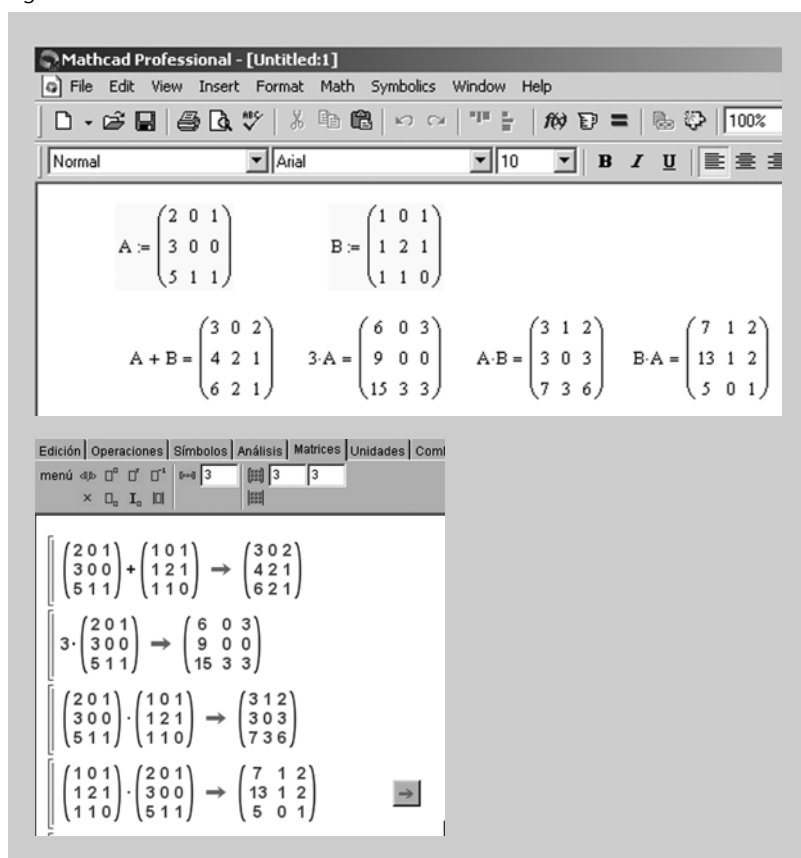 Mathcad Professional - [Untitled:1]
File Edit View Insert Format Math Symbolics Window Help
100%
Normal Arial 10 B I U
A := (2 0 1
3 0 0
5 1 1)
B := (1 0 1
1 2 1
1 1 0)
A + B = (3 0 2
4 2 1
6 2 1)
3·A = (6 0 3
9 0 0
15 3 3)
A·B = (3 1 2
3 0 3
7 3 6)
B·A = (7 1 2
13 1 2
5 0 1)
Edición Operaciones Símbolos Análisis Matrices Unidades
menú 3 3 3
(2 0 1
3 0 0
5 1 1) + (1 0 1
1 2 1
1 1 0) → (3 0 2
4 2 1
6 2 1)
3·(2 0 1
3 0 0
5 1 1) → (6 0 3
9 0 0
15 3 3)
(2 0 1
3 0 0
5 1 1)·(1 0 1
1 2 1
1 1 0) → (3 1 2
3 0 3
7 3 6)
(1 0 1
1 2 1
1 1 0)·(2 0 1
3 0 0
5 1 1) → (7 1 2
13 1 2
5 0 1)